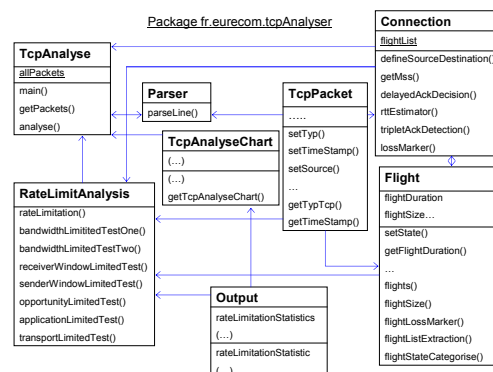 Package fr.eurecom.tcpAnalyser
TcpAnalyse
allPackets
main()
getPackets()
analyse()
Parser
parseLine()
TcpAnalyseChart
(...)
(...)
getTcpAnalyseChart()
TcpPacket
.....
setTyp()
setTimeStamp()
setSource()
...
getTypTcp()
getTimeStamp()
Connection
flightList
defineSourceDestination()
getMss()
delayedAckDecision()
rttEstimator()
tripletAckDetection()
lossMarker()
RateLimitAnalysis
rateLimitation()
bandwidthLimititedTestOne()
bandwidthLimitedTestTwo()
receiverWindowLimitedTest()
senderWindowLimitedTest()
opportunityLimitedTest()
applicationLimitedTest()
transportLimitedTest()
Flight
flightDuration
flightSize...
setState()
getFlightDuration()
...
flights()
flightSize()
flightLossMarker()
flightListExtraction()
flightStateCategorise()
Output
rateLimitationStatistics
(...)
rateLimitationStatistic
(...)